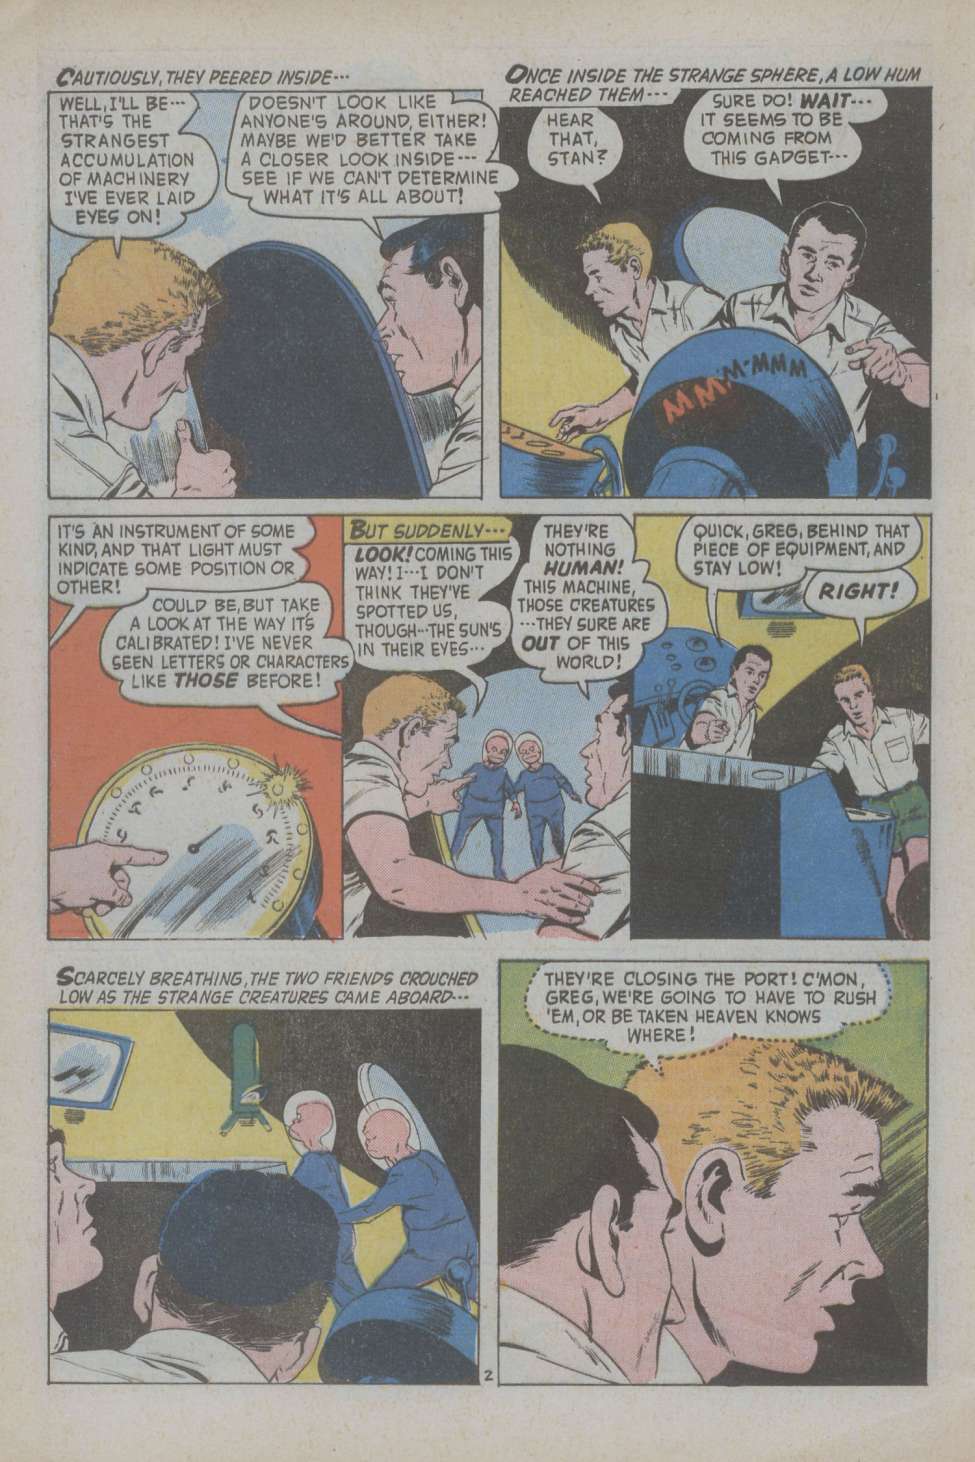 CAUTIOUSLY, THEY PEERED INSIDE---
WELL, I'LL BE---
THAT'S THE
STRANGEST
ACCUMULATION
OF MACHINERY
I'VE EVER LAID
EYES ON!
DOESN'T LOOK LIKE
ANYONE'S AROUND, EITHER!
MAYBE WE'D BETTER TAKE
A CLOSER LOOK INSIDE---
SEE IF WE CAN'T DETERMINE
WHAT IT'S ALL ABOUT!
ONCE INSIDE THE STRANGE SPHERE, A LOW HUM
REACHED THEM---
HEAR
THAT,
STAN?
SURE DO! WAIT---
IT SEEMS TO BE
COMING FROM
THIS GADGET---
MM-M-MMM
IT'S AN INSTRUMENT OF SOME
KIND, AND THAT LIGHT MUST
INDICATE SOME POSITION OR
OTHER!
COULD BE, BUT TAKE
A LOOK AT THE WAY IT'S
CALIBRATED! I'VE NEVER
SEEN LETTERS OR CHARACTERS
LIKE THOSE BEFORE!
BUT SUDDENLY---
LOOK! COMING THIS
WAY! I---I DON'T
THINK THEY'VE
SPOTTED US,
THOUGH---THE SUN'S
IN THEIR EYES---
THEY'RE
NOTHING
HUMAN!
THIS MACHINE,
THOSE CREATURES
---THEY SURE ARE
OUT OF THIS
WORLD!
QUICK, GREG, BEHIND THAT
PIECE OF EQUIPMENT, AND
STAY LOW!
RIGHT!
SCARCELY BREATHING, THE TWO FRIENDS CROUCHED
LOW AS THE STRANGE CREATURES CAME ABOARD---
2
THEY'RE CLOSING THE PORT! C'MON,
GREG, WE'RE GOING TO HAVE TO RUSH
'EM, OR BE TAKEN HEAVEN KNOWS
WHERE!